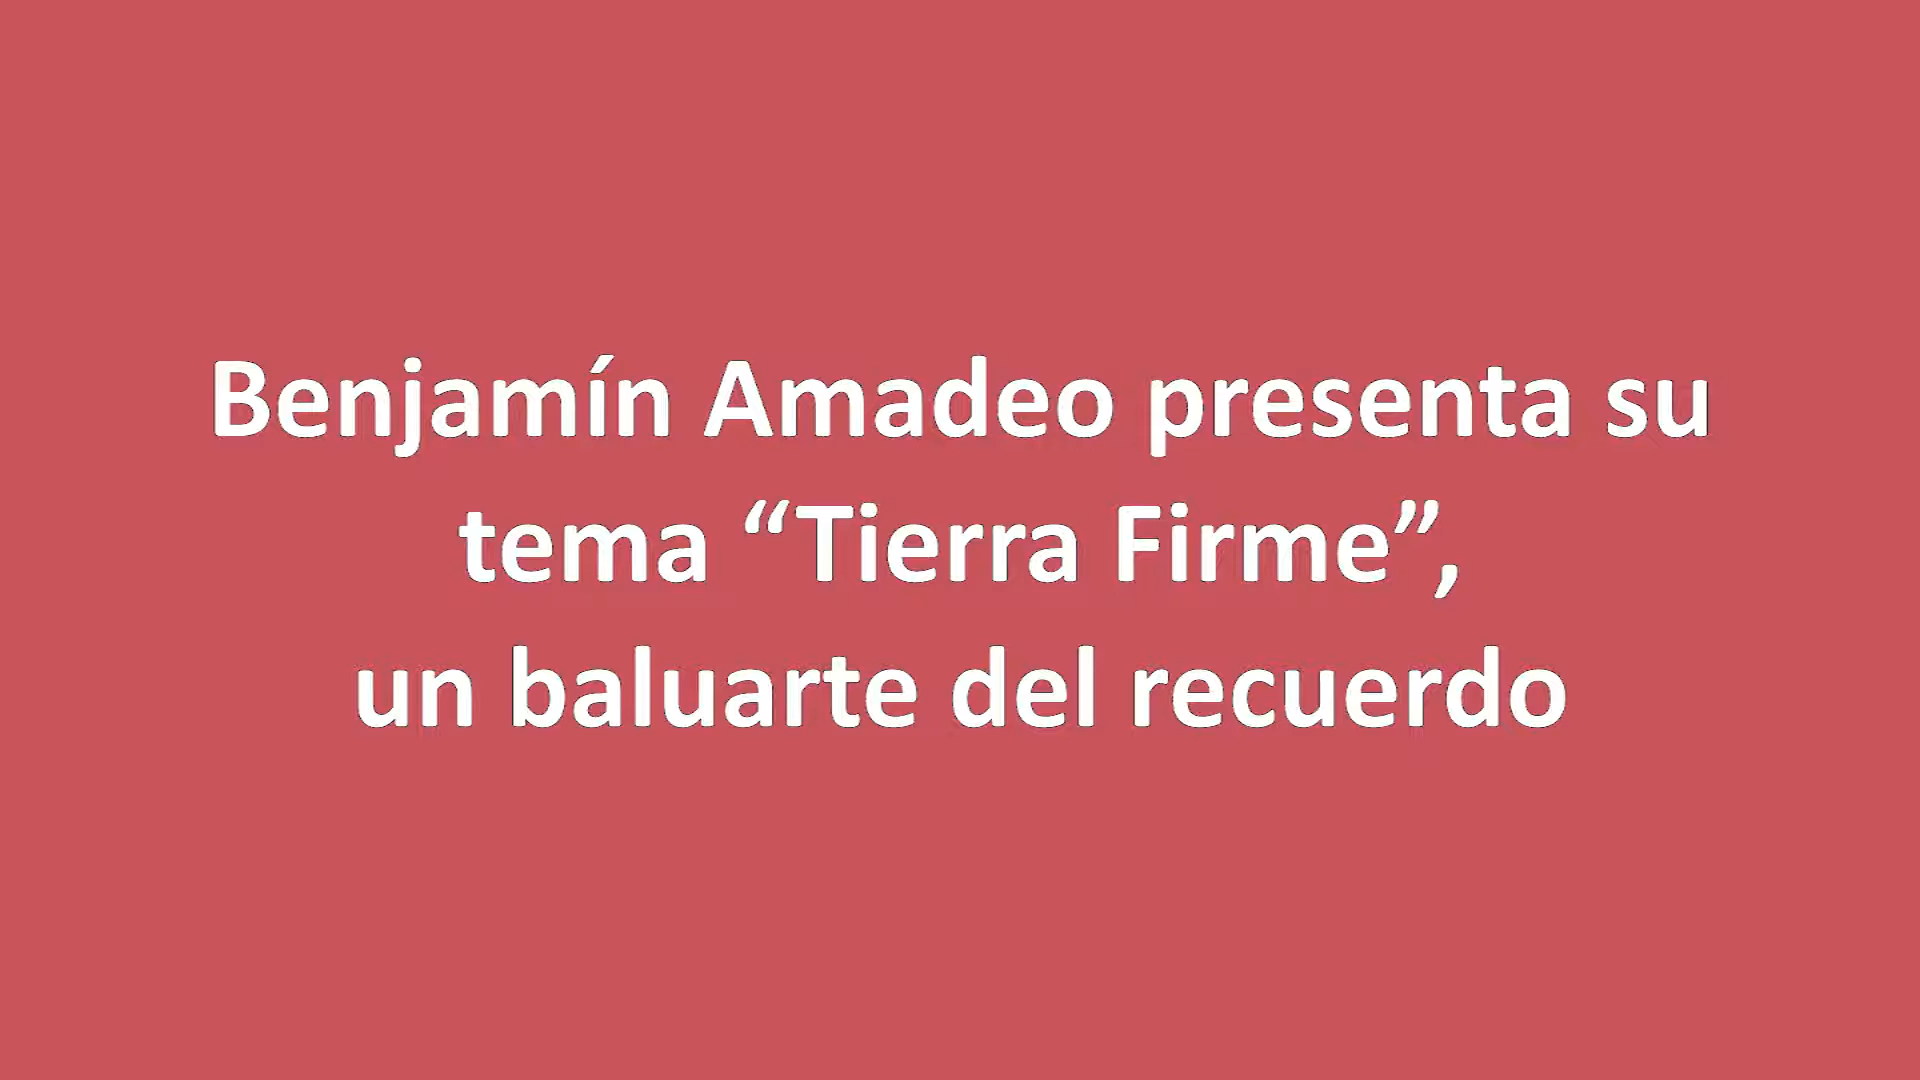 Benjamín Amadeo presenta su
tema “Tierra Firme”,
un baluarte del recuerdo